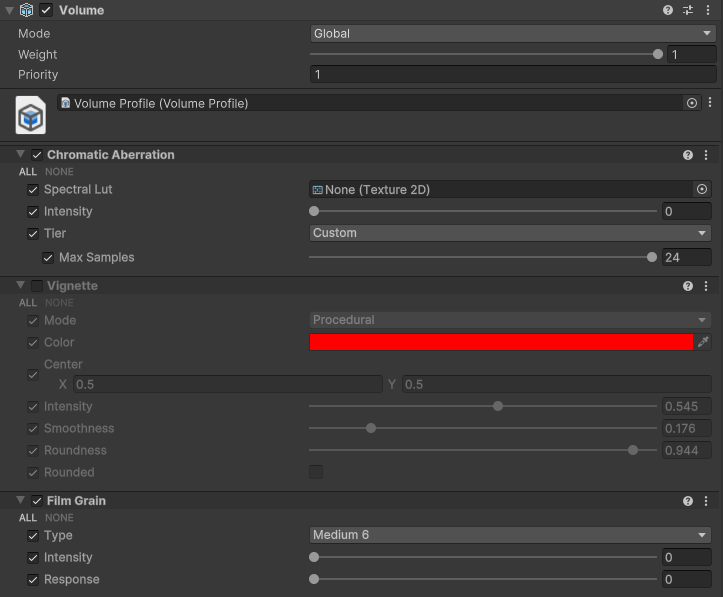 Volume
Mode Global
Weight 1
Priority 1
Volume Profile (Volume Profile)
Chromatic Aberration
ALL NONE
Spectral Lut None (Texture 2D)
Intensity 0
Tier Custom
Max Samples 24
Vignette
ALL NONE
Mode Procedural
Color
Center
X 0.5 Y 0.5
Intensity 0.545
Smoothness 0.176
Roundness 0.944
Rounded
Film Grain
ALL NONE
Type Medium 6
Intensity 0
Response 0